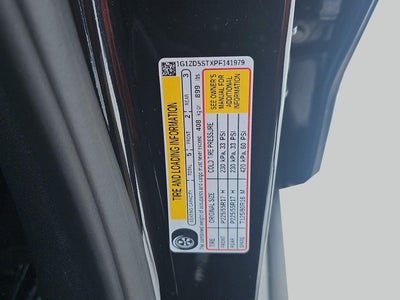 1G1ZD5STXPF141979
TIRE AND LOADING INFORMATION
SEATING CAPACITY TOTAL 5 FRONT 2 REAR 3
The combined weight of occupants and cargo must never exceed 408 kg or 899 lbs
TIRE ORIGINAL SIZE COLD TIRE PRESSURE
FRONT P225/55R17 H 230 kPA, 33 PSI
REAR P225/55R17 H 230 kPA, 33 PSI
SPARE T125/80R16 M 420 kPA, 60 PSI
SEE OWNER'S
MANUAL FOR
ADDITIONAL
INFORMATION